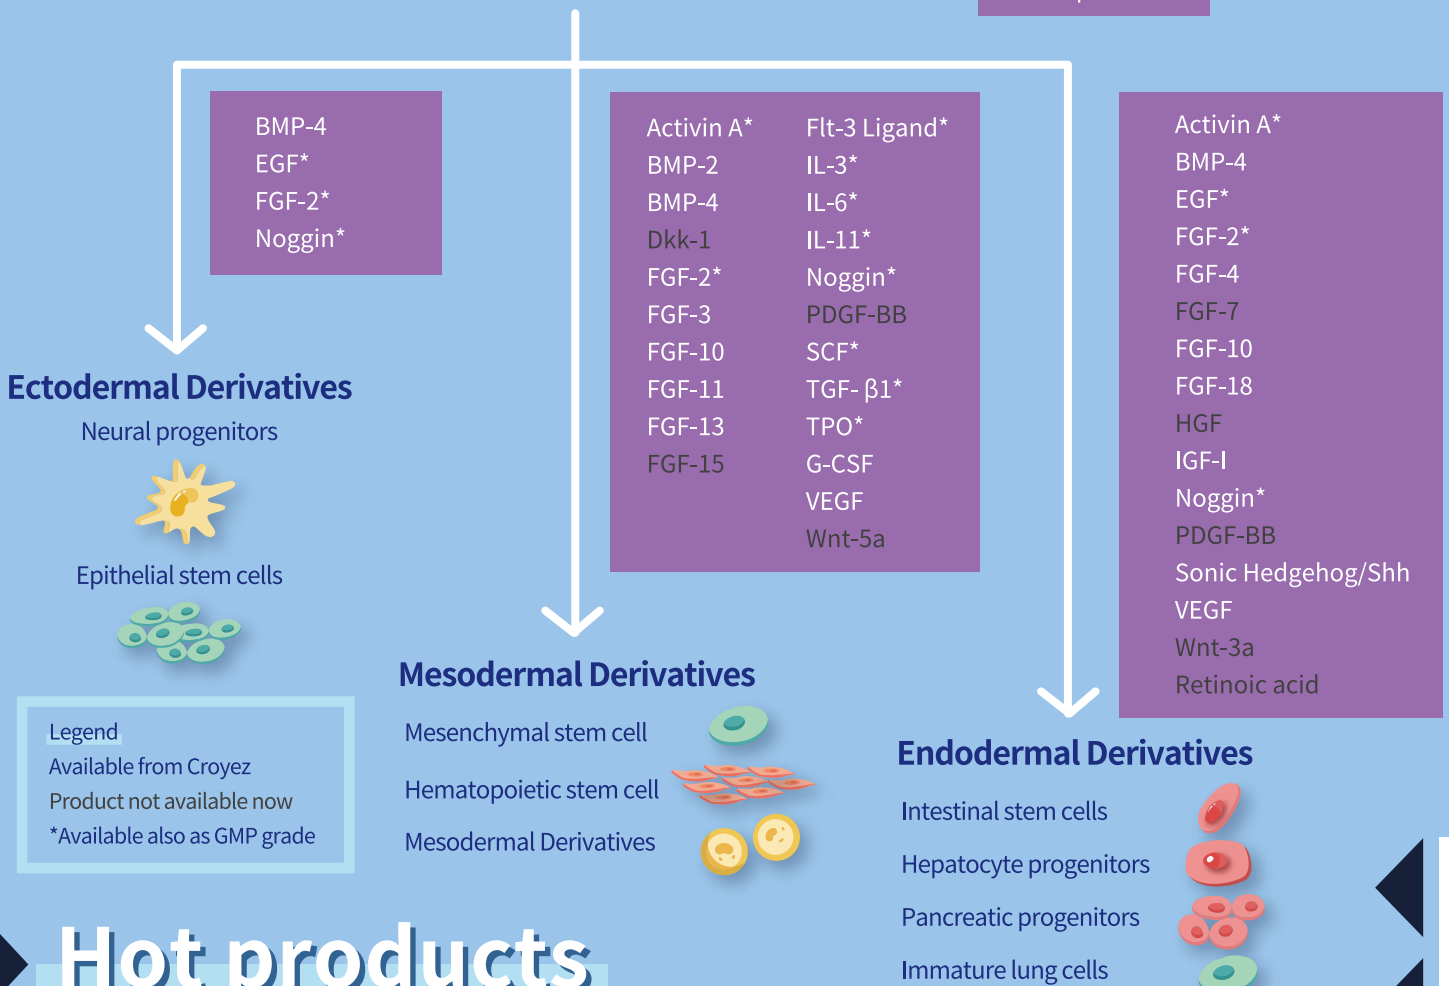 BMP-4
EGF*
FGF-2*
Noggin*
Activin A*
BMP-2
BMP-4
Dkk-1
FGF-2*
FGF-3
FGF-10
FGF-11
FGF-13
FGF-15
Flt-3 Ligand*
IL-3*
IL-6*
IL-11*
Noggin*
PDGF-BB
SCF*
TGF- β1*
TPO*
G-CSF
VEGF
Wnt-5a
Activin A*
BMP-4
EGF*
FGF-2*
FGF-4
FGF-7
FGF-10
FGF-18
HGF
IGF-I
Noggin*
PDGF-BB
Sonic Hedgehog/Shh
VEGF
Wnt-3a
Retinoic acid
Ectodermal Derivatives
Neural progenitors
Epithelial stem cells
Legend
Available from Croyez
Product not available now
*Available also as GMP grade
Mesodermal Derivatives
Mesenchymal stem cell
Hematopoietic stem cell
Mesodermal Derivatives
Endodermal Derivatives
Intestinal stem cells
Hepatocyte progenitors
Pancreatic progenitors
Immature lung cells
Hot products